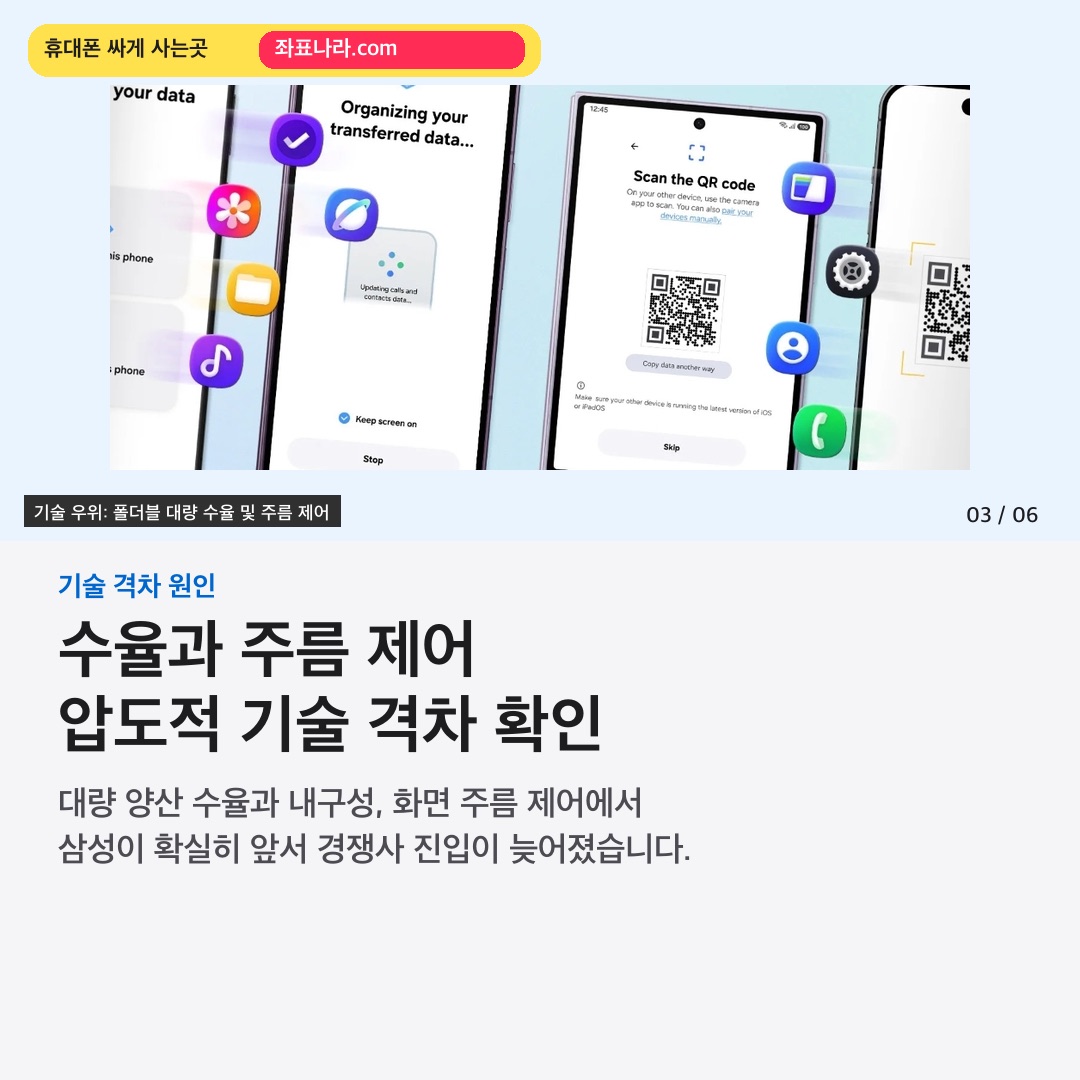 휴대폰 싸게 사는곳
좌표나라.com
your data
his phone
s phone
Organizing your
transferred data...
Updating calls and
contacts data...
Keep screen on
Stop
12:45
100
Scan the QR code
On your other device, use the camera
app to scan. You can also pair your
devices manually.
Copy data another way
Make sure your other device is running the latest version of iOS
or iPadOS
Skip
기술 우위: 폴더블 대량 수율 및 주름 제어
03 / 06
기술 격차 원인
수율과 주름 제어
압도적 기술 격차 확인
대량 양산 수율과 내구성, 화면 주름 제어에서
삼성이 확실히 앞서 경쟁사 진입이 늦어졌습니다.